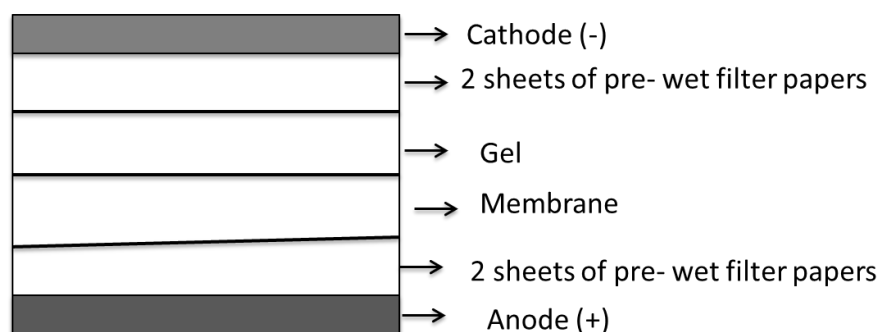 Cathode (-)
2 sheets of pre- wet filter papers
Gel
Membrane
2 sheets of pre- wet filter papers
Anode (+)